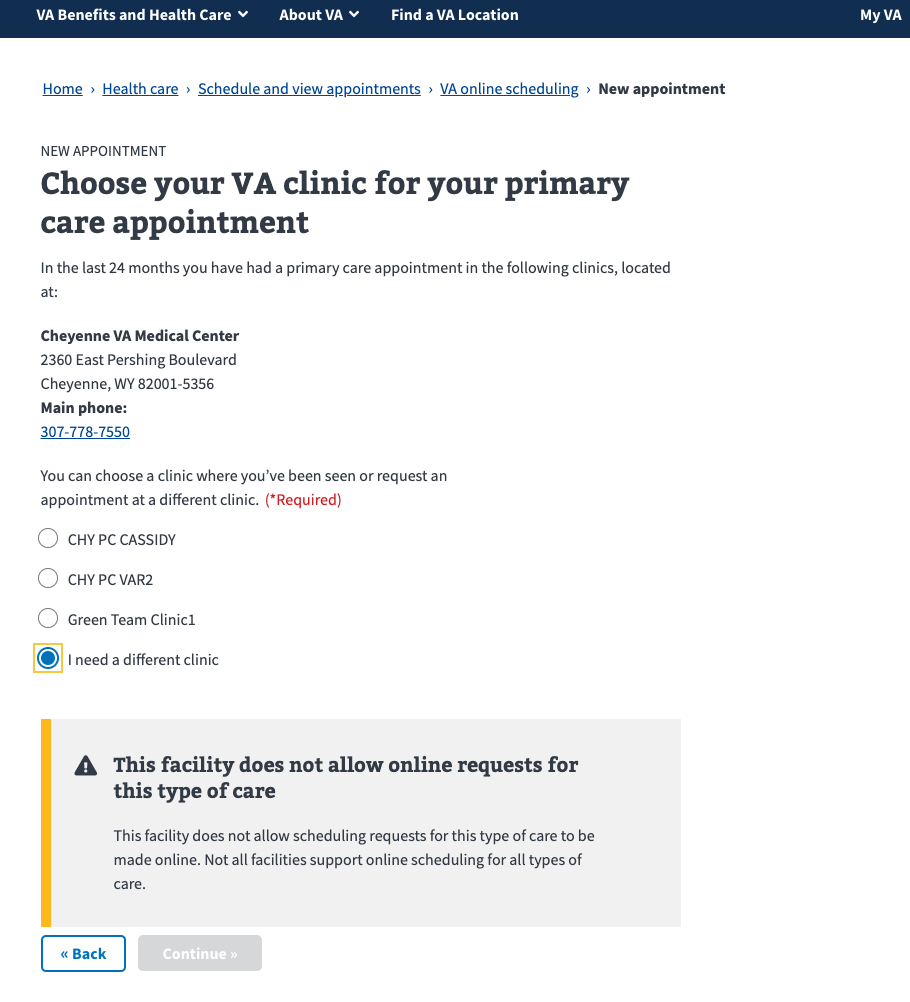 VA Benefits and Health Care About VA Find a VA Location My VA
Home › Health care › Schedule and view appointments › VA online scheduling › New appointment
NEW APPOINTMENT
Choose your VA clinic for your primary
care appointment
In the last 24 months you have had a primary care appointment in the following clinics, located
at:
Cheyenne VA Medical Center
2360 East Pershing Boulevard
Cheyenne, WY 82001-5356
Main phone:
307-778-7550
You can choose a clinic where you’ve been seen or request an
appointment at a different clinic. (*Required)
CHY PC CASSIDY
CHY PC VAR2
Green Team Clinic1
I need a different clinic
This facility does not allow online requests for
this type of care
This facility does not allow scheduling requests for this type of care to be
made online. Not all facilities support online scheduling for all types of
care.
« Back Continue »